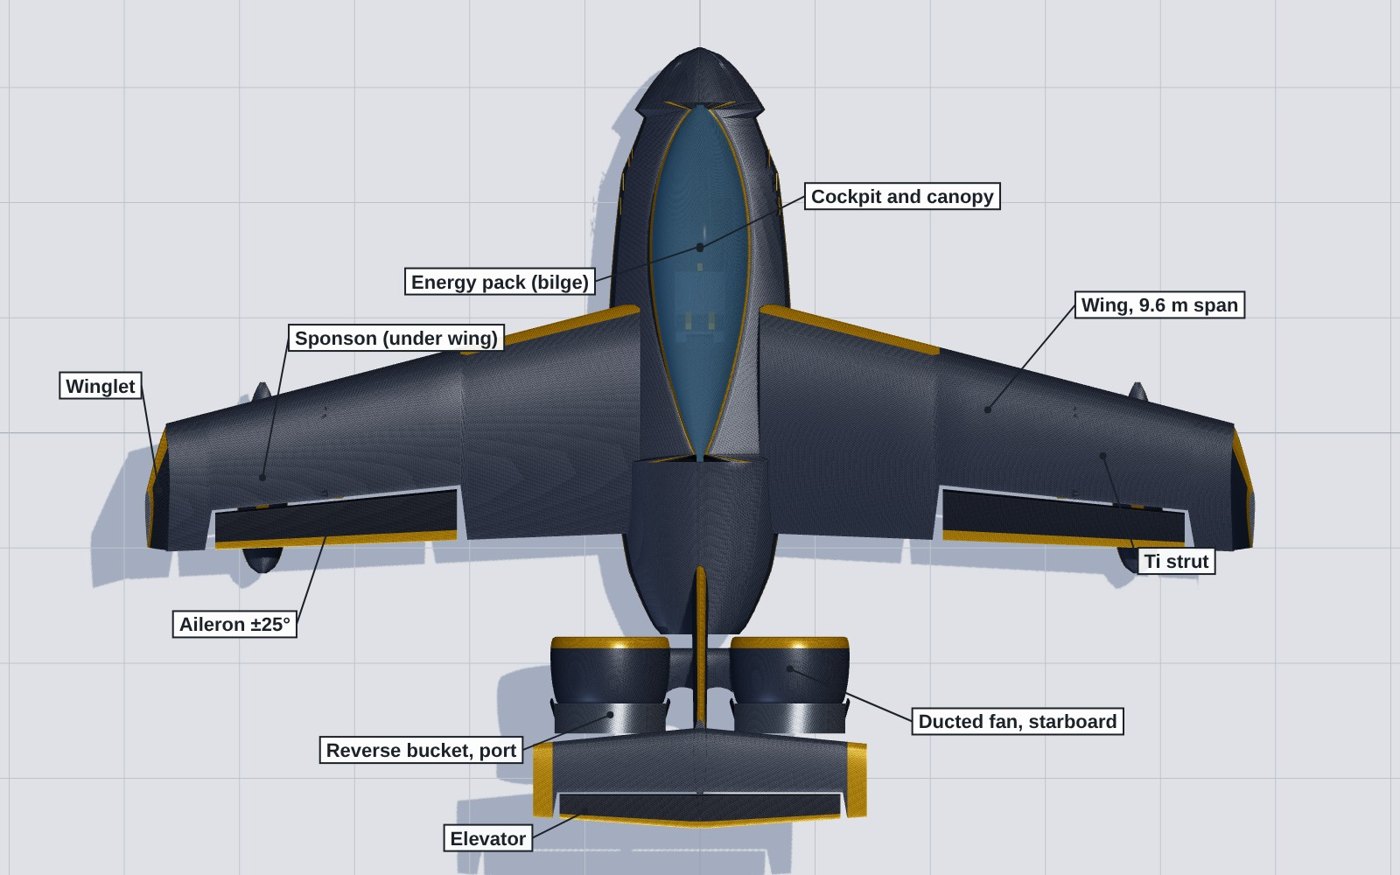 Cockpit and canopy
Energy pack (bilge)
Wing, 9.6 m span
Sponson (under wing)
Winglet
Ti strut
Aileron ±25°
Ducted fan, starboard
Reverse bucket, port
Elevator